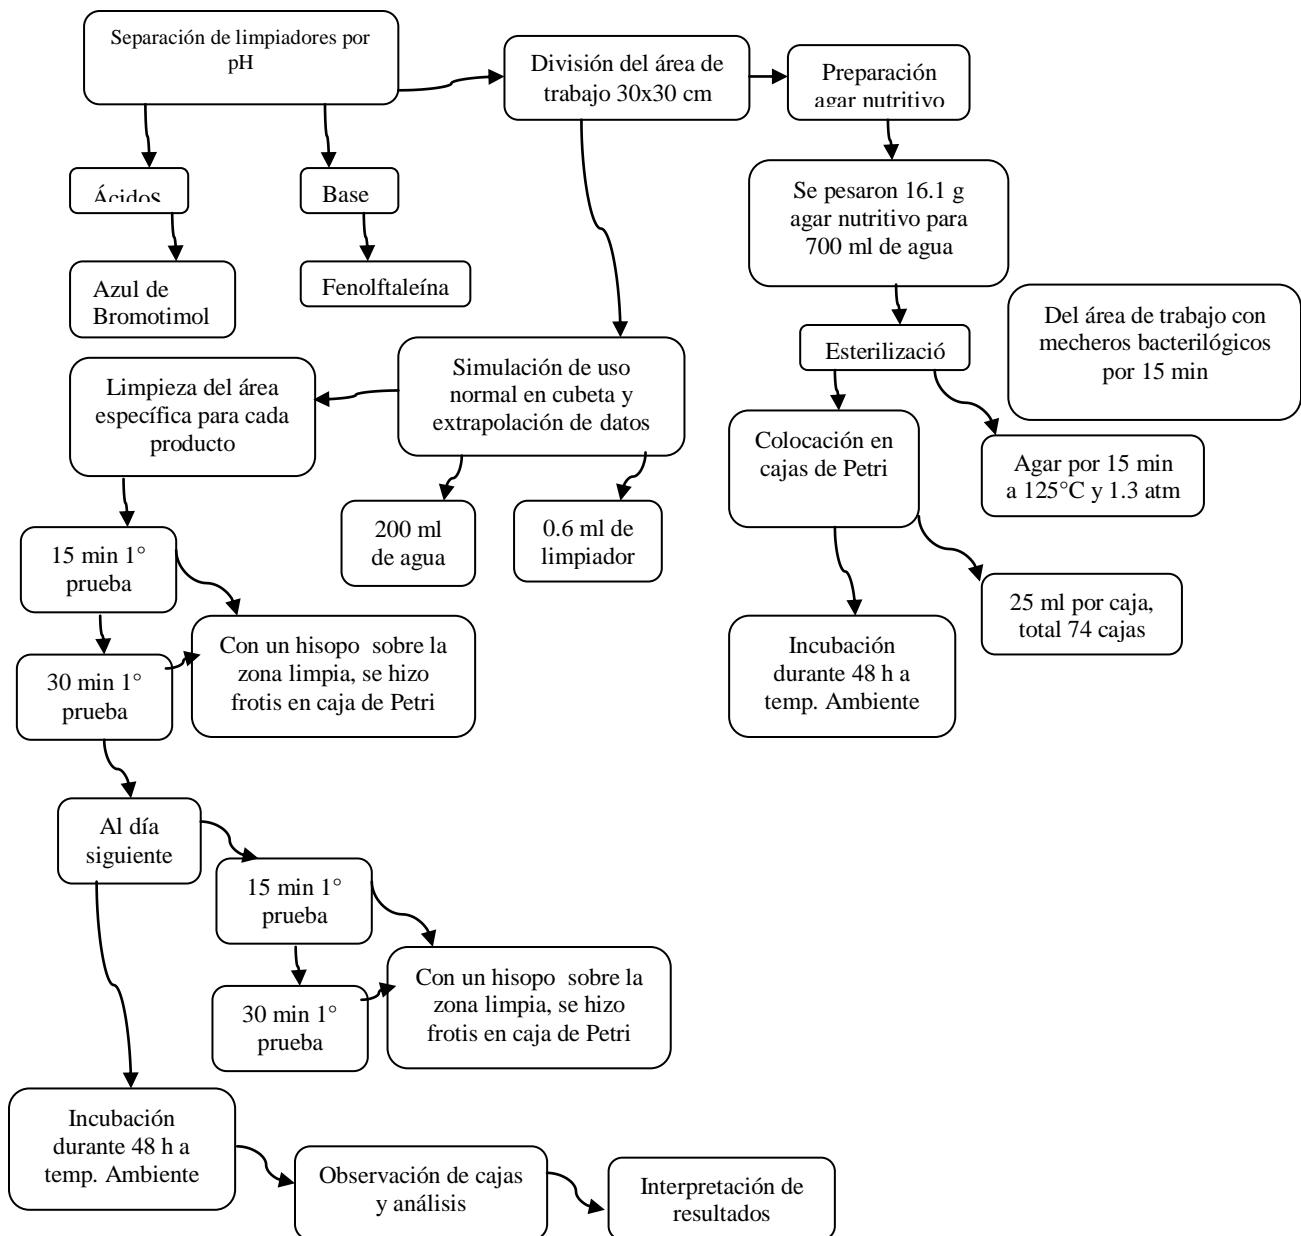 Separación de limpiadores por
pH
División del área de
trabajo 30x30 cm
Preparación
agar nutritivo
Ácidos
Base
Se pesaron 16.1 g
agar nutritivo para
700 ml de agua
Azul de
Bromotimol
Fenolftaleína
Del área de trabajo con
mecheros bacterilógicos
por 15 min
Esterilizació
Simulación de uso
normal en cubeta y
extrapolación de datos
Limpieza del área
específica para cada
producto
Colocación en
cajas de Petri
Agar por 15 min
a 125°C y 1.3 atm
200 ml
de agua
0.6 ml de
limpiador
15 min 1°
prueba
25 ml por caja,
total 74 cajas
Con un hisopo sobre la
zona limpia, se hizo
frotis en caja de Petri
Incubación
durante 48 h a
temp. Ambiente
30 min 1°
prueba
Al día
siguiente
15 min 1°
prueba
Con un hisopo sobre la
zona limpia, se hizo
frotis en caja de Petri
30 min 1°
prueba
Incubación
durante 48 h a
temp. Ambiente
Observación de cajas
y análisis
Interpretación de
resultados